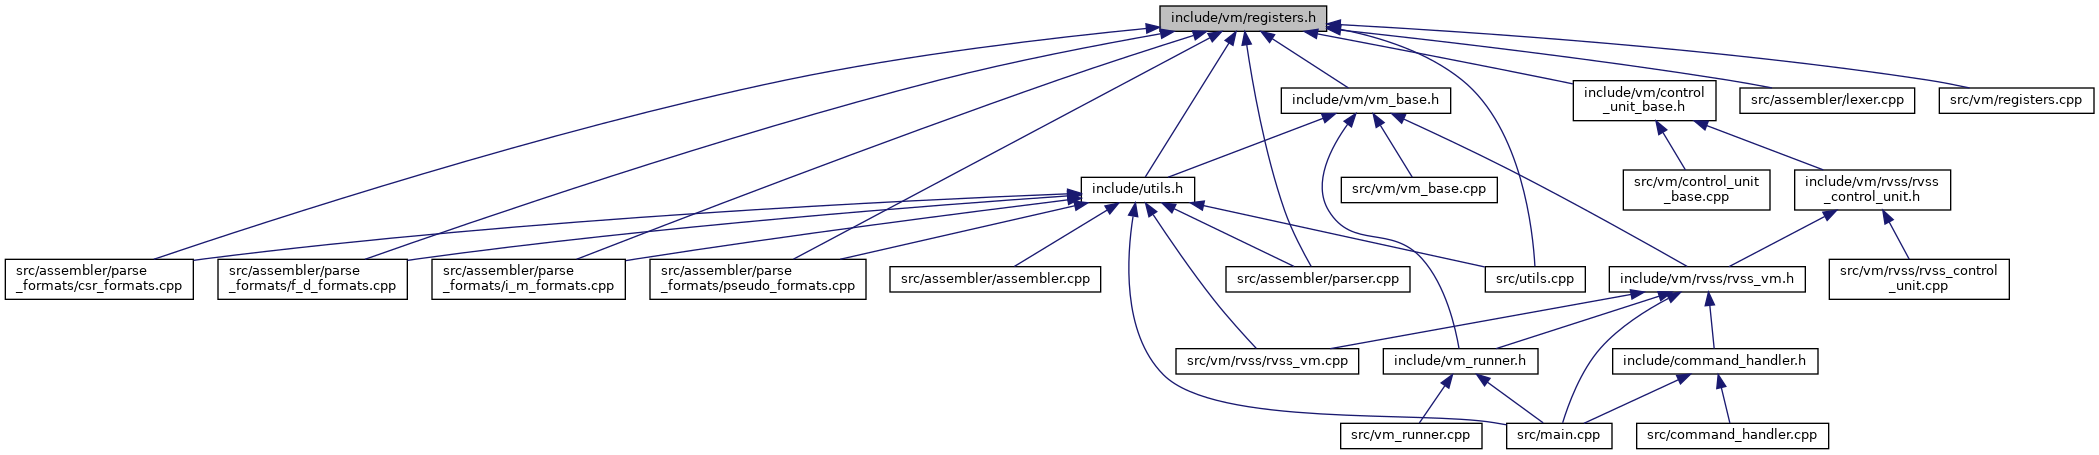 include/vm/registers.h
include/vm/vm_base.h
include/vm/control
_unit_base.h
src/assembler/lexer.cpp
src/vm/registers.cpp
include/utils.h
src/vm/vm_base.cpp
src/vm/control_unit
_base.cpp
include/vm/rvss/rvss
_control_unit.h
src/assembler/parse
_formats/csr_formats.cpp
src/assembler/parse
_formats/f_d_formats.cpp
src/assembler/parse
_formats/i_m_formats.cpp
src/assembler/parse
_formats/pseudo_formats.cpp
src/assembler/assembler.cpp
src/assembler/parser.cpp
src/utils.cpp
include/vm/rvss/rvss_vm.h
src/vm/rvss/rvss_control
_unit.cpp
src/vm/rvss/rvss_vm.cpp
include/vm_runner.h
include/command_handler.h
src/vm_runner.cpp
src/main.cpp
src/command_handler.cpp